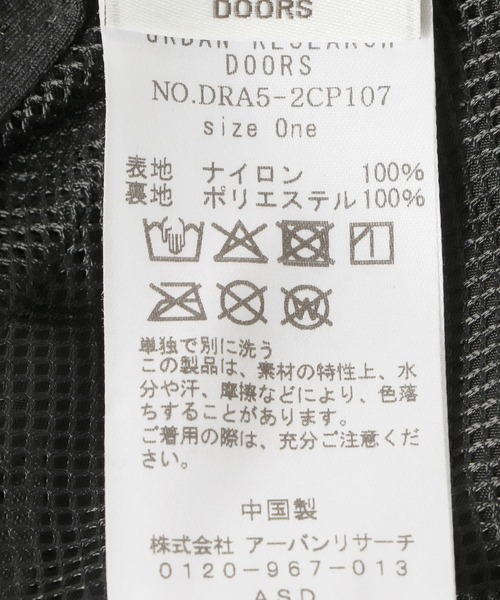 DOORS
URBAN RESEARCH
DOORS
NO.DRA5-2CP107
size One
表地 ナイロン 100%
裏地 ポリエステル 100%
単独で別に洗う
この製品は、素材の特性上、水
分や汗、摩擦などにより、色落
ちすることがあります。
ご着用の際は、充分ご注意くだ
さい。
中国製
株式会社 アーバンリサーチ
0120-967-013
ASD